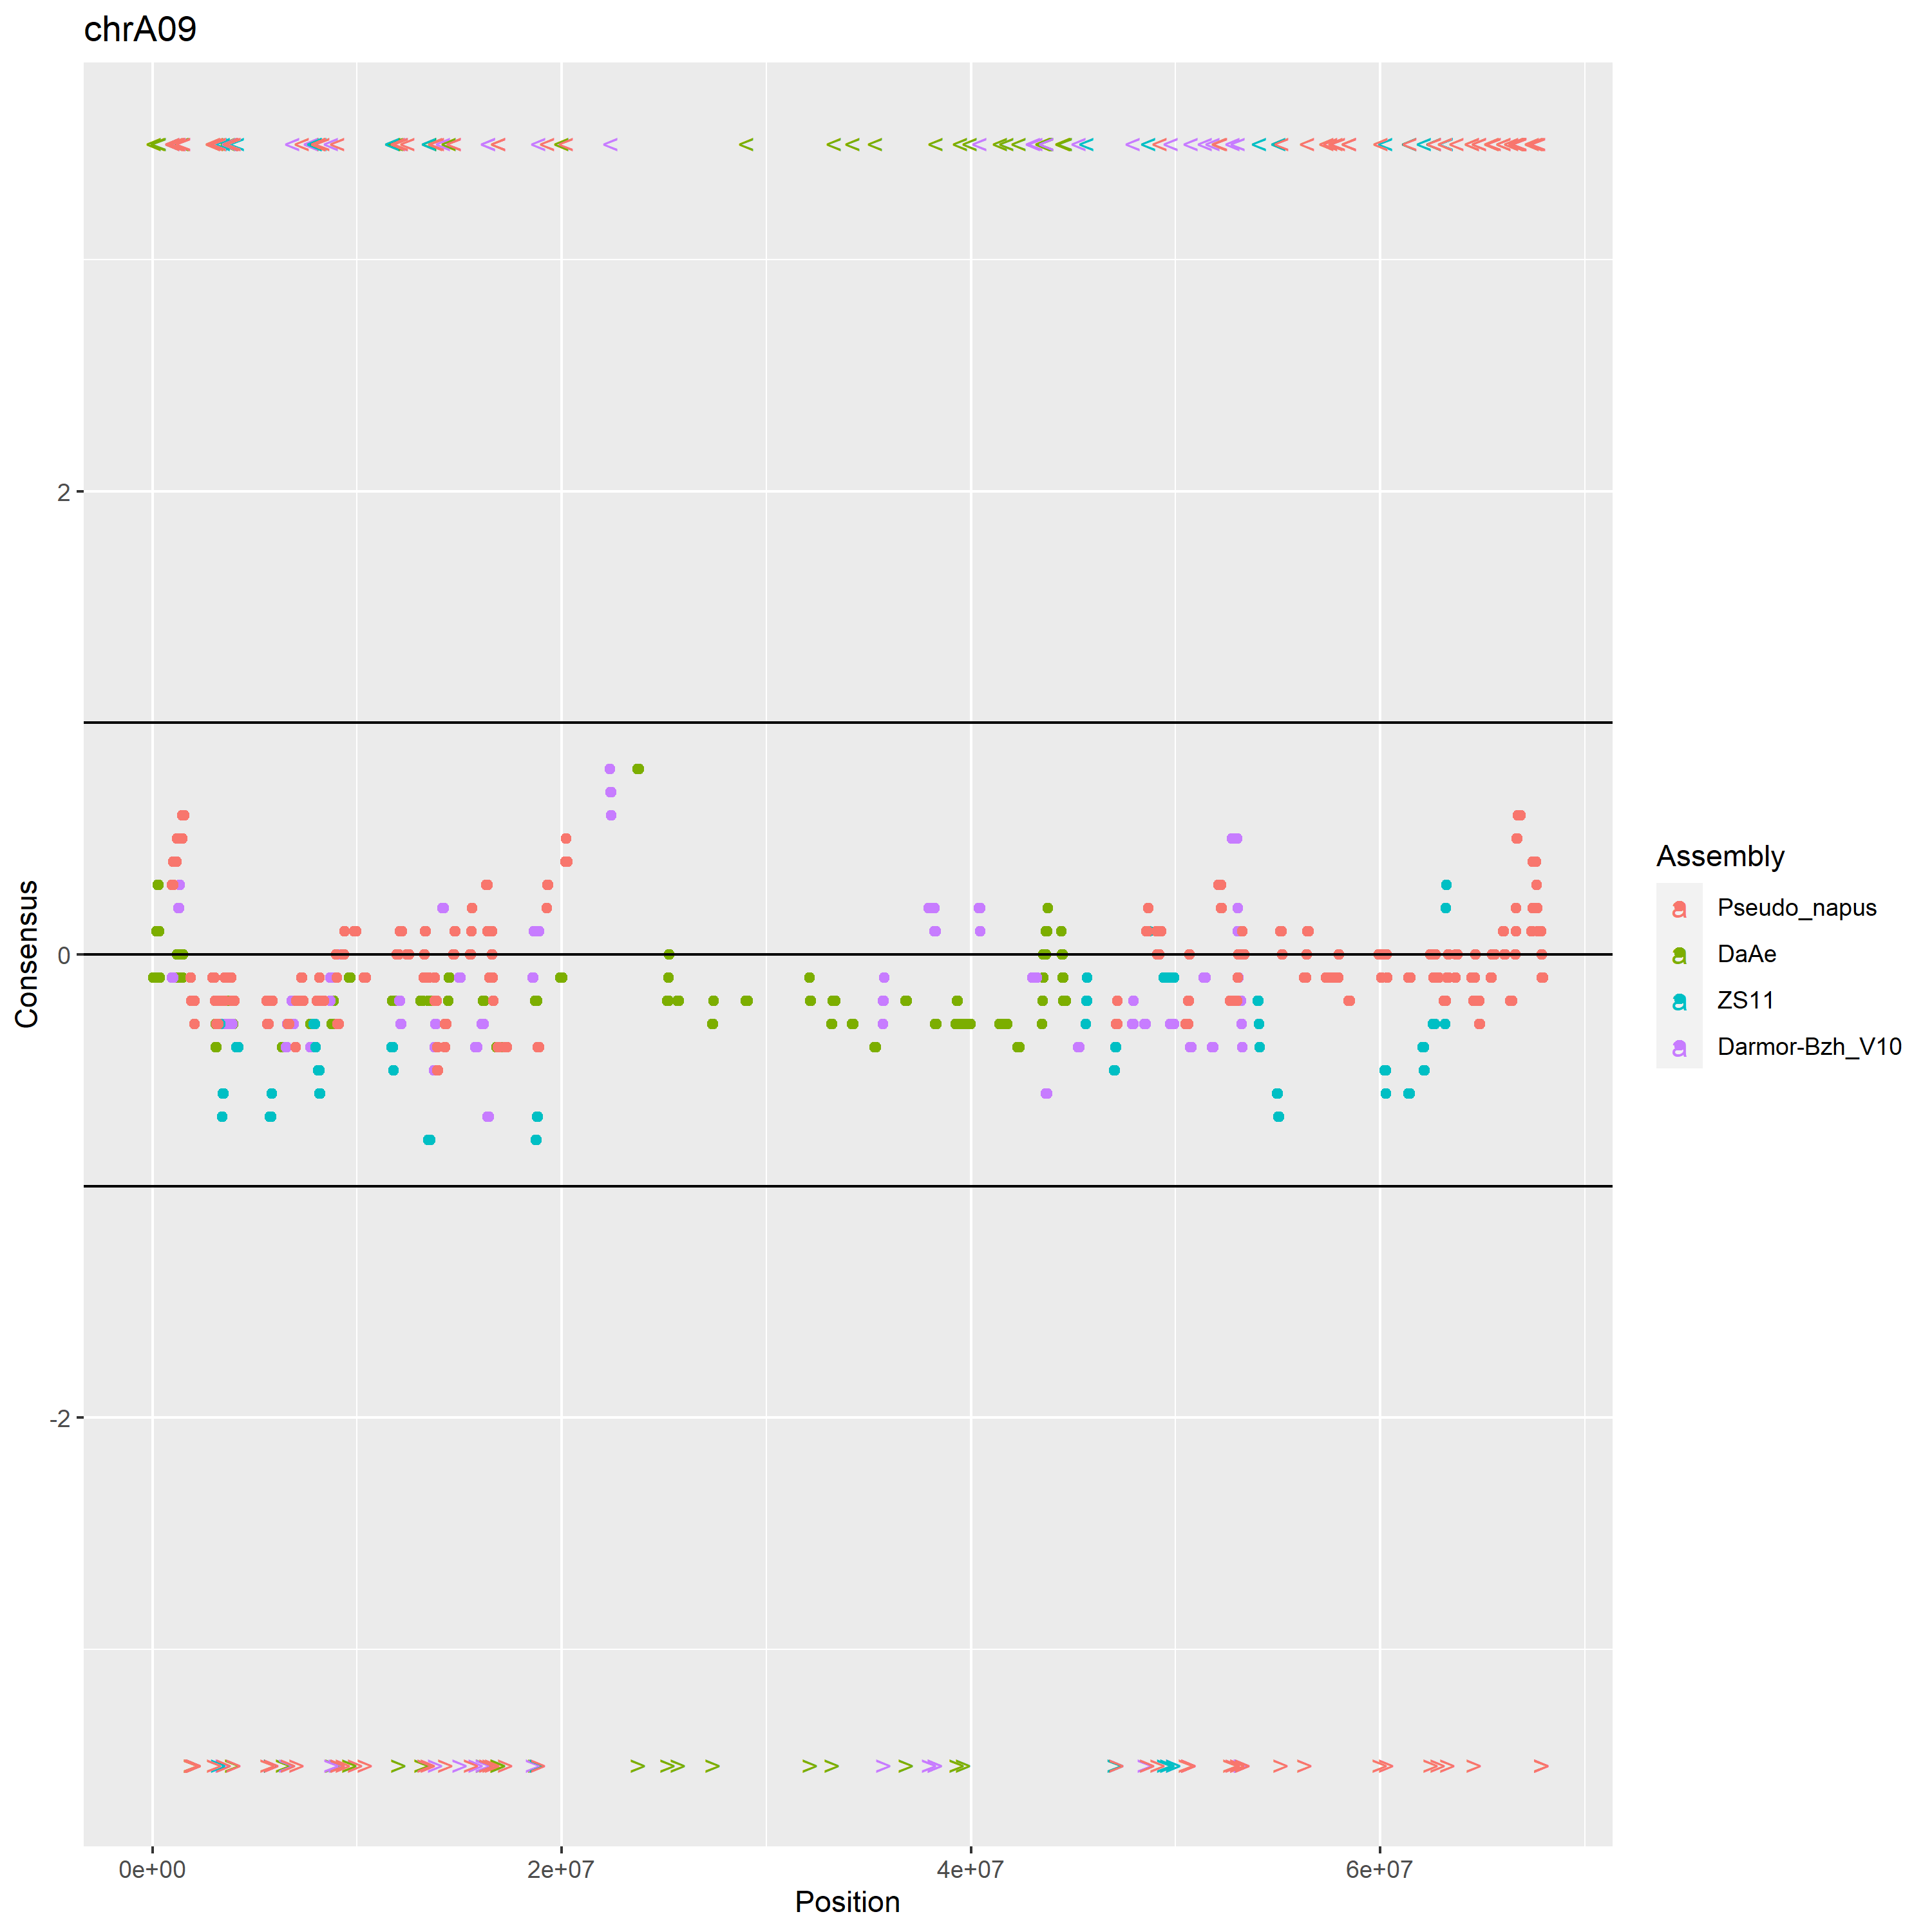 chrA09
Consensus
2
0
-2
0e+00
2e+07
4e+07
6e+07
Position
Assembly
a Pseudo_napus
a DaAe
a ZS11
a Darmor-Bzh_V10